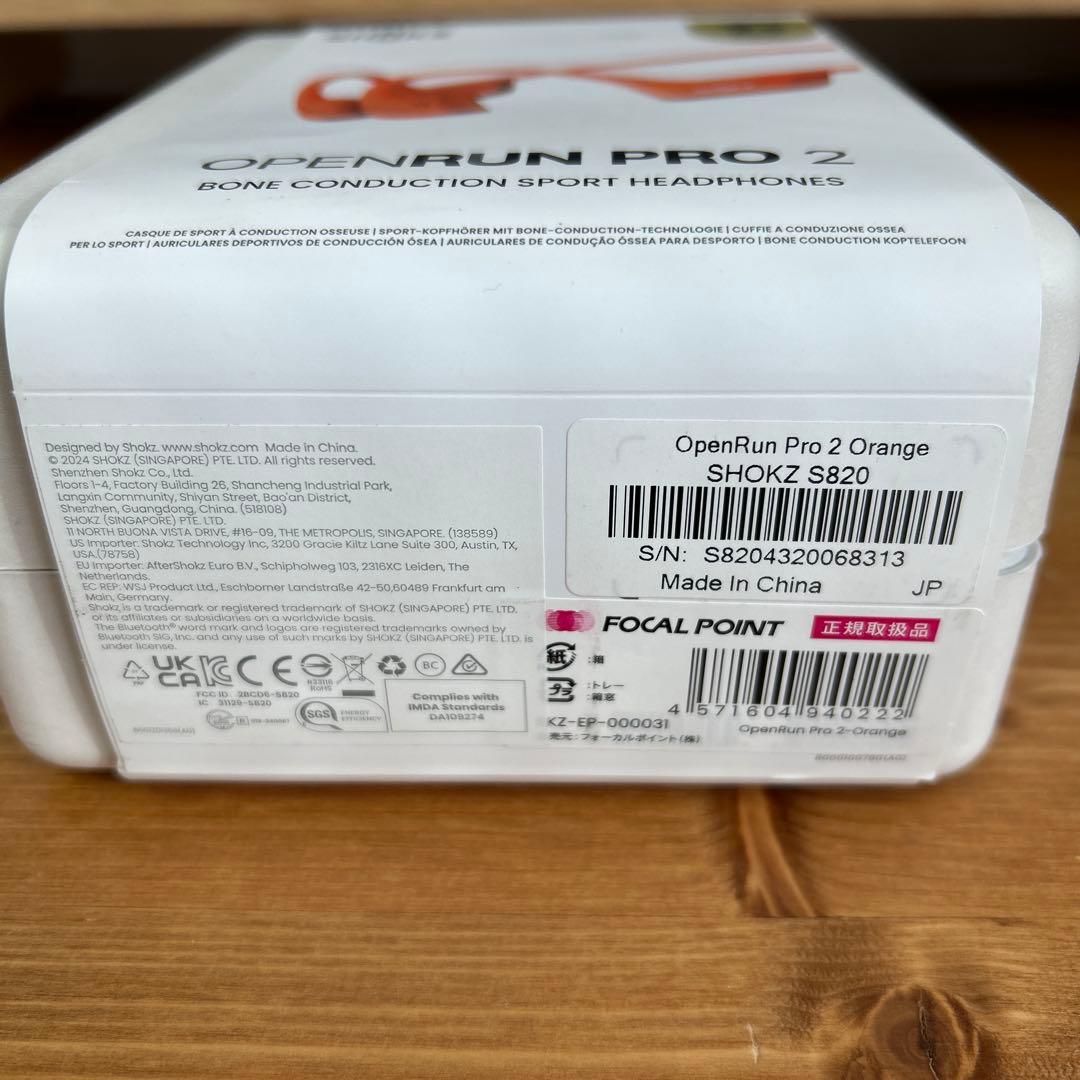 OPENRUN PRO 2
BONE CONDUCTION SPORT HEADPHONES
CASQUE DE SPORT À CONDUCTION OSSEUSE | SPORT-KOPFHÖRER MIT BONE-CONDUCTION-TECHNOLOGIE | CUFFIE A CONDUZIONE OSSEA
PER LO SPORT | AURICULARES DEPORTIVOS DE CONDUCCIÓN ÓSEA | AURICULARES DE CONDUÇÃO ÓSSEA PARA DESPORTO | BONE CONDUCTION KOPTELEFOON
Designed by Shokz. www.shokz.com Made in China.
© 2024 SHOKZ (SINGAPORE) PTE. LTD. All rights reserved.
Shenzhen Shokz Co., Ltd.
Floors 1-4, Factory Building 26, Shancheng Industrial Park,
Langxin Community, Shiyan Street, Bao'an District,
Shenzhen, Guangdong, China. (518108)
SHOKZ (SINGAPORE) PTE. LTD.
11 NORTH BUONA VISTA DRIVE, #16-09, THE METROPOLIS, SINGAPORE. (138589)
US Importer: Shokz Technology Inc, 3200 Gracie Kiltz Lane Suite 300, Austin, TX,
USA.(78758)
EU Importer: AfterShokz Euro B.V., Schipholweg 103, 2316XC Leiden, The
Netherlands.
EC REP: WSJ Product Ltd., Eschborner Landstraße 42-50,60489 Frankfurt am
Main, Germany.
Shokz, is a trademark or registered trademark of SHOKZ (SINGAPORE) PTE. LTD.
or its affiliates or subsidiaries on a worldwide basis.
The Bluetooth® word mark and logos are registered trademarks owned by
Bluetooth SIG, Inc. and any use of such marks by SHOKZ (SINGAPORE) PTE. LTD. is
under license.
UK CA CE RoHS BC
FCC ID 2BCD6-S820
IC 31129-S820
SGS ENERGY EFFICIENCY
Complies with
IMDA Standards
DA109274
OpenRun Pro 2 Orange
SHOKZ S820
S/N: S8204320068313
Made In China JP
FOCAL POINT 正規取扱品
紙 :箱
プラ :トレー
箱窓
4 571604 940222
KZ-EP-000031
OpenRun Pro 2-Orange
売元:フォーカルポイント(株)